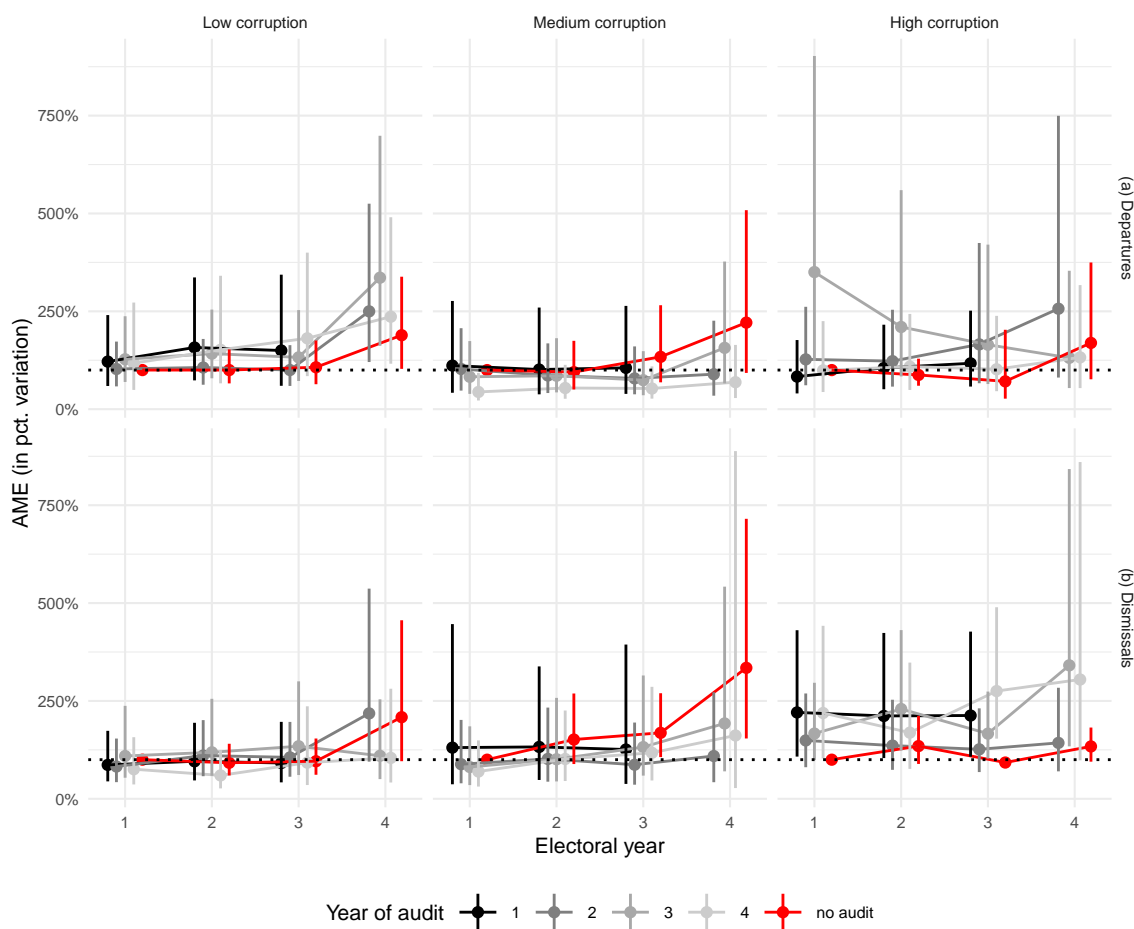 Low corruption Medium corruption High corruption
750%
500%
250%
0%
(a) Departures
750%
500%
250%
0%
(b) Dismissals
AME (in pct. variation)
1 2 3 4 1 2 3 4 1 2 3 4
Electoral year
Year of audit 1 2 3 4 no audit